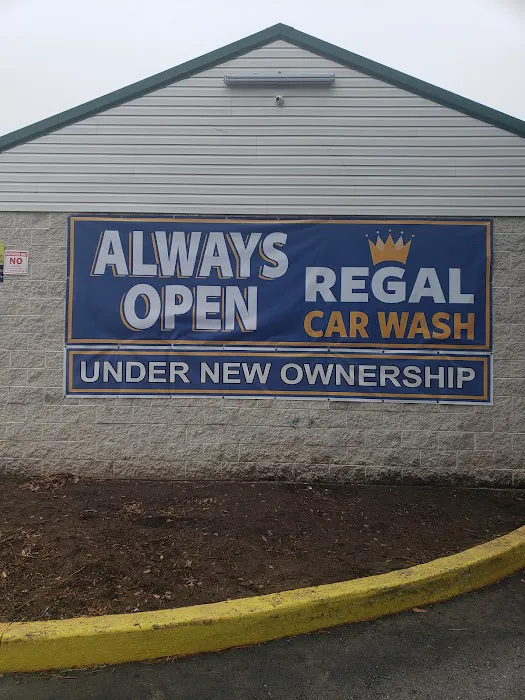 ALWAYS
OPEN
REGAL
CAR WASH
UNDER NEW OWNERSHIP
NO